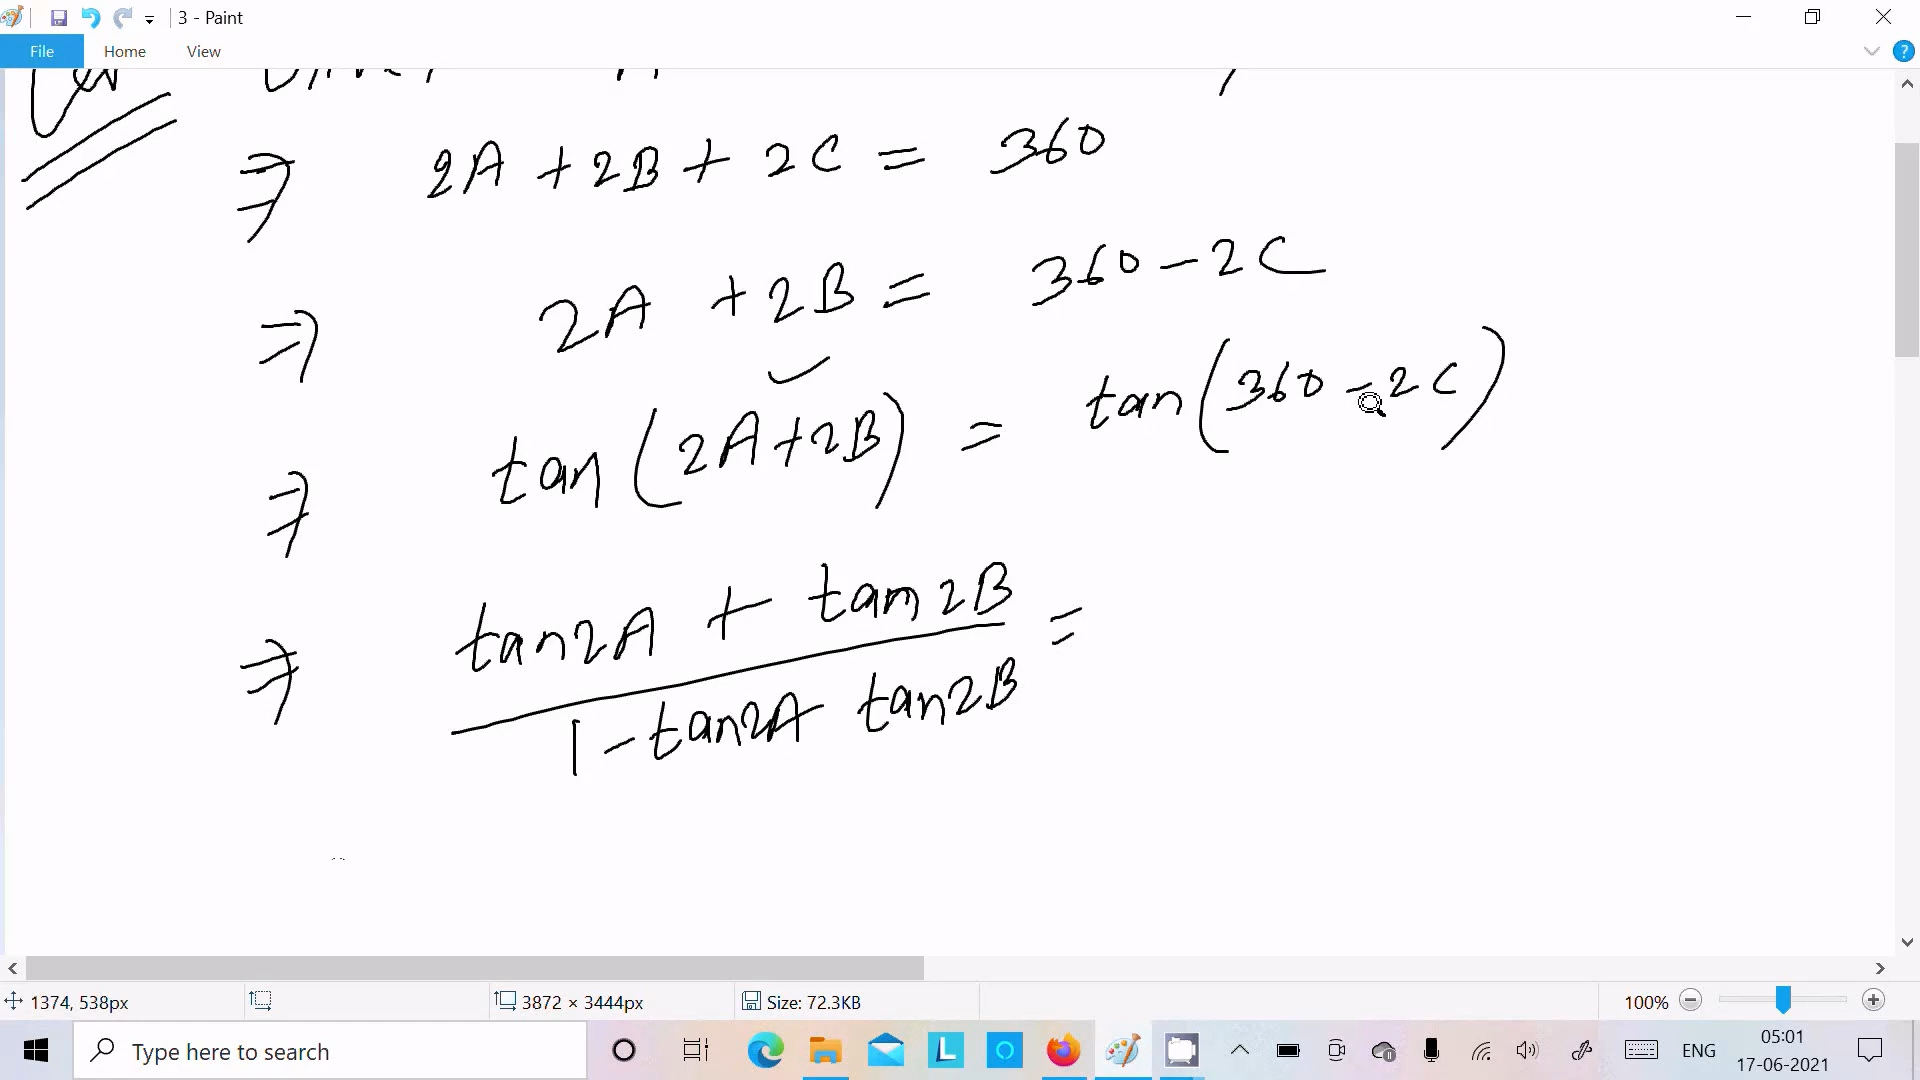 3 - Paint
File Home View
⇒ 2A + 2B + 2C = 360
⇒ 2A + 2B = 360 - 2C
⇒ tan (2A+2B) = tan (360 - 2C)
⇒ tan2A + tan2B =
1 - tan2A tan2B
1374, 538px 3872 × 3444px Size: 72.3KB 100%
Type here to search ENG 05:01
17-06-2021